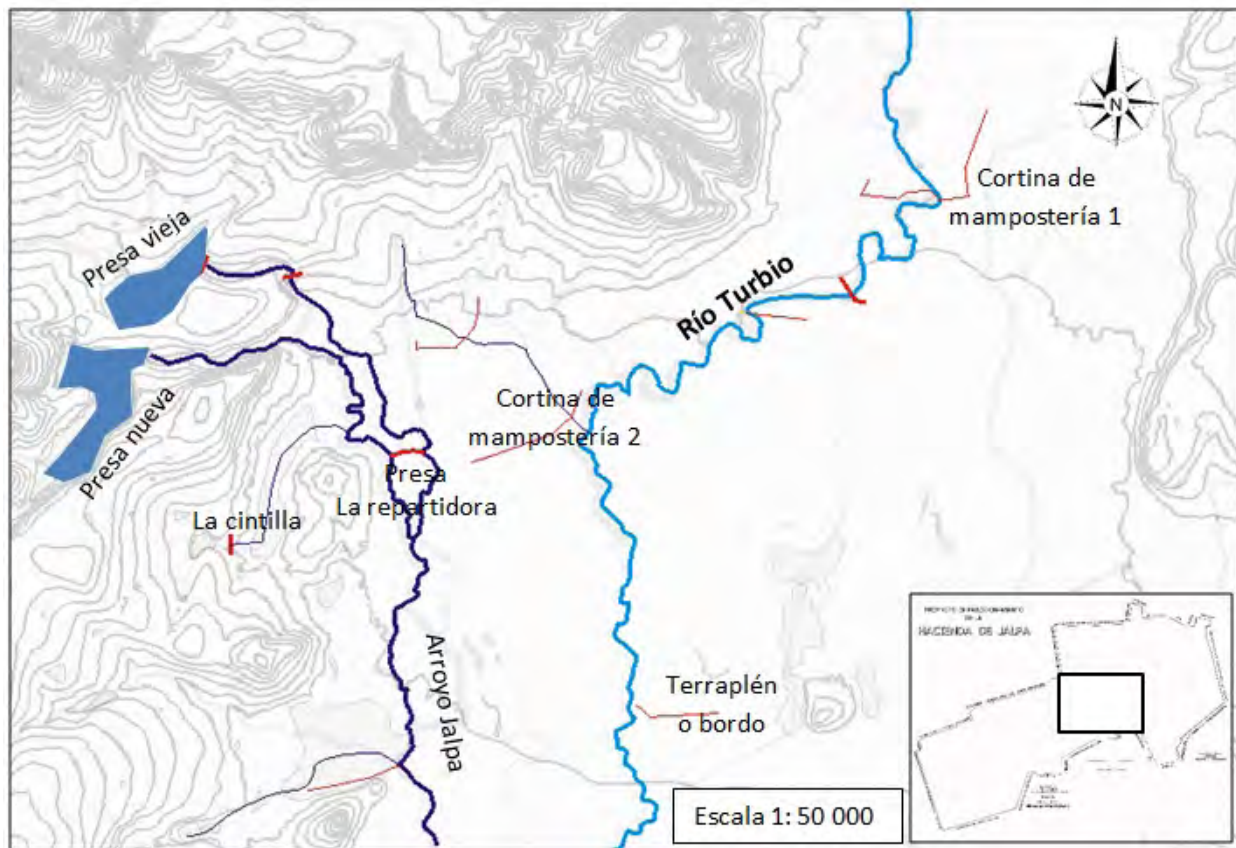 N
Cortina de
mampostería 1
Presa vieja
Río Turbio
Presa nueva
Cortina de
mampostería 2
Presa
La repartidora
La cintilla
Arroyo Jalpa
Terraplén
o bordo
Escala 1: 50 000
HACIENDA DE JALPA